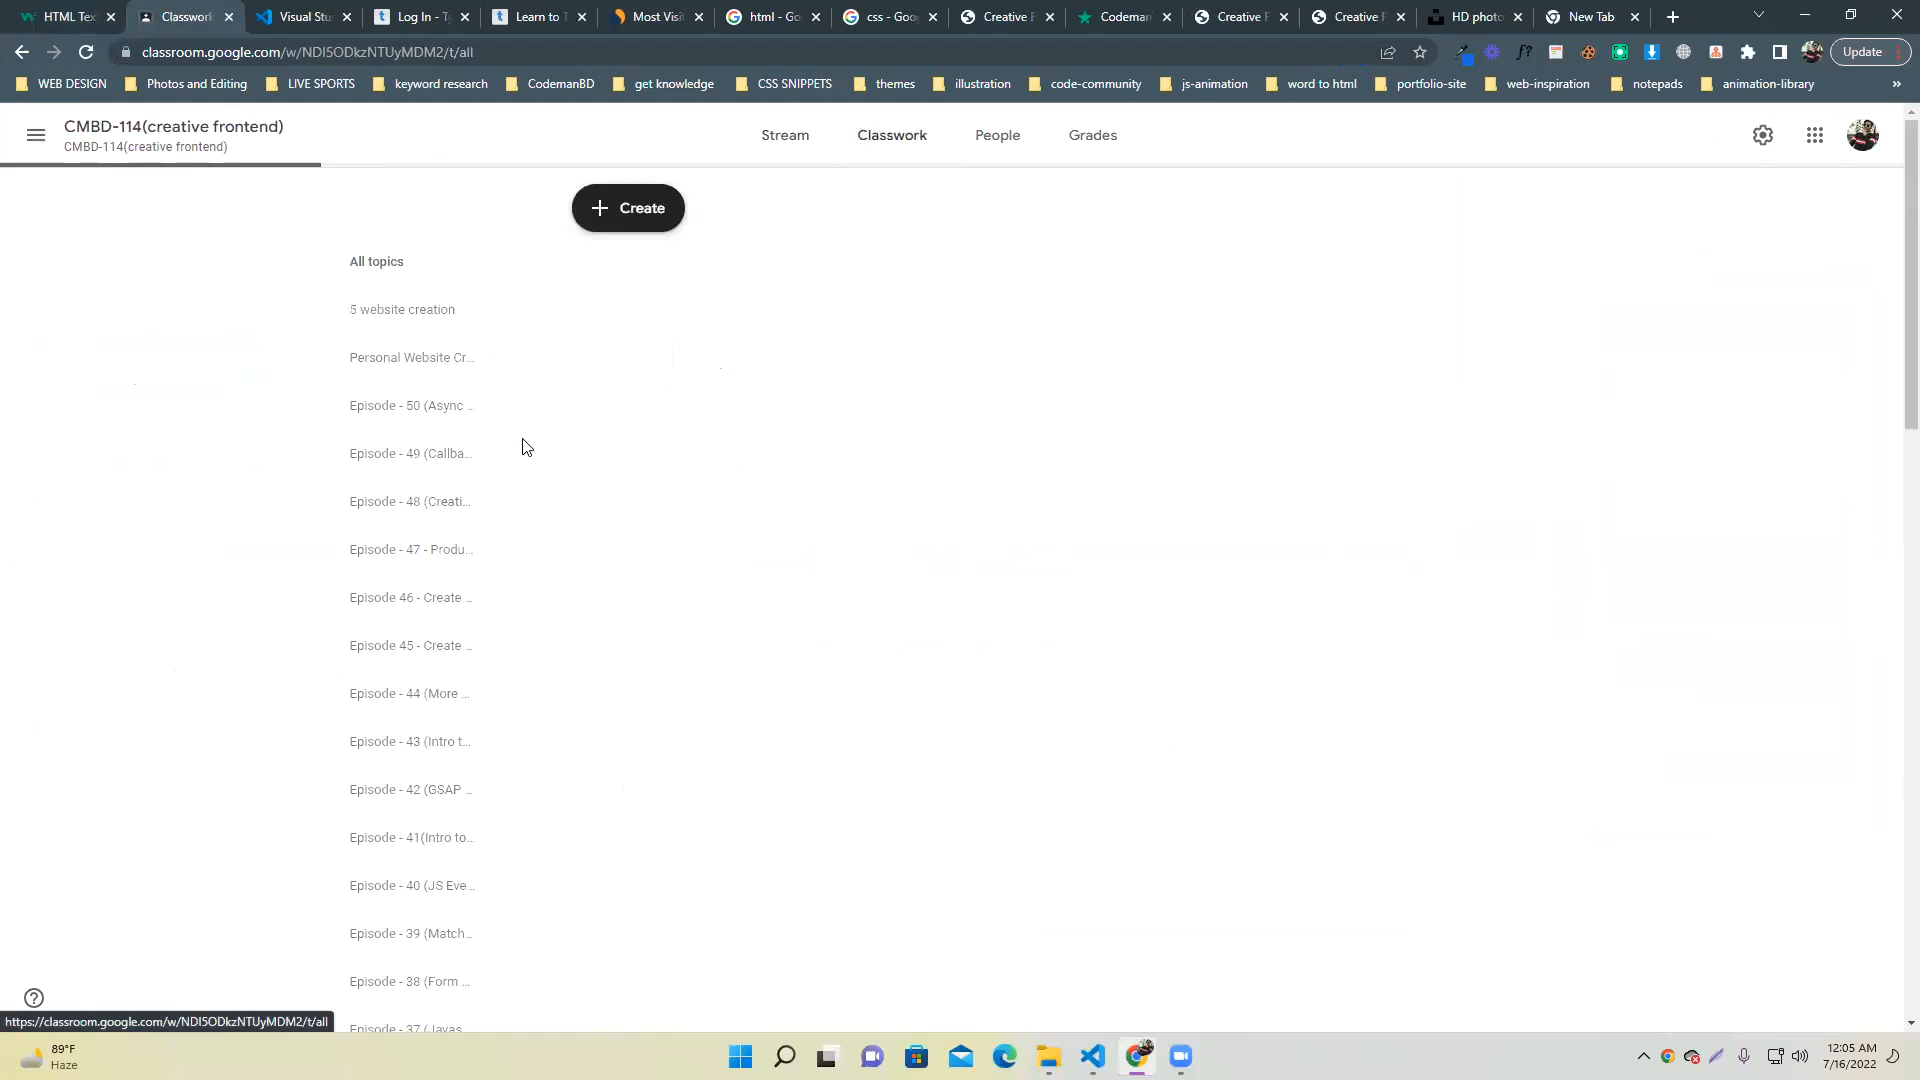 HTML Tex
Classwork
Visual Stu
Log In - Ty
Learn to T
Most Visit
html - Go
css - Goo
Creative F
Codeman
Creative F
Creative F
HD photo
New Tab
classroom.google.com/w/NDI5ODkzNTUyMDM2/t/all
Update
WEB DESIGN
Photos and Editing
LIVE SPORTS
keyword research
CodemanBD
get knowledge
CSS SNIPPETS
themes
illustration
code-community
js-animation
word to html
portfolio-site
web-inspiration
notepads
animation-library
»
CMBD-114(creative frontend)
CMBD-114(creative frontend)
Stream
Classwork
People
Grades
+ Create
All topics
5 website creation
Personal Website Cr...
Episode - 50 (Async ...
Episode - 49 (Callba...
Episode - 48 (Creati...
Episode - 47 - Produ...
Episode 46 - Create ...
Episode 45 - Create ...
Episode - 44 (More ...
Episode - 43 (Intro t...
Episode - 42 (GSAP ...
Episode - 41(Intro to...
Episode - 40 (JS Eve...
Episode - 39 (Match...
Episode - 38 (Form ...
Episode - 37 (Javas
https://classroom.google.com/w/NDI5ODkzNTUyMDM2/t/all
89°F
Haze
12:05 AM
7/16/2022